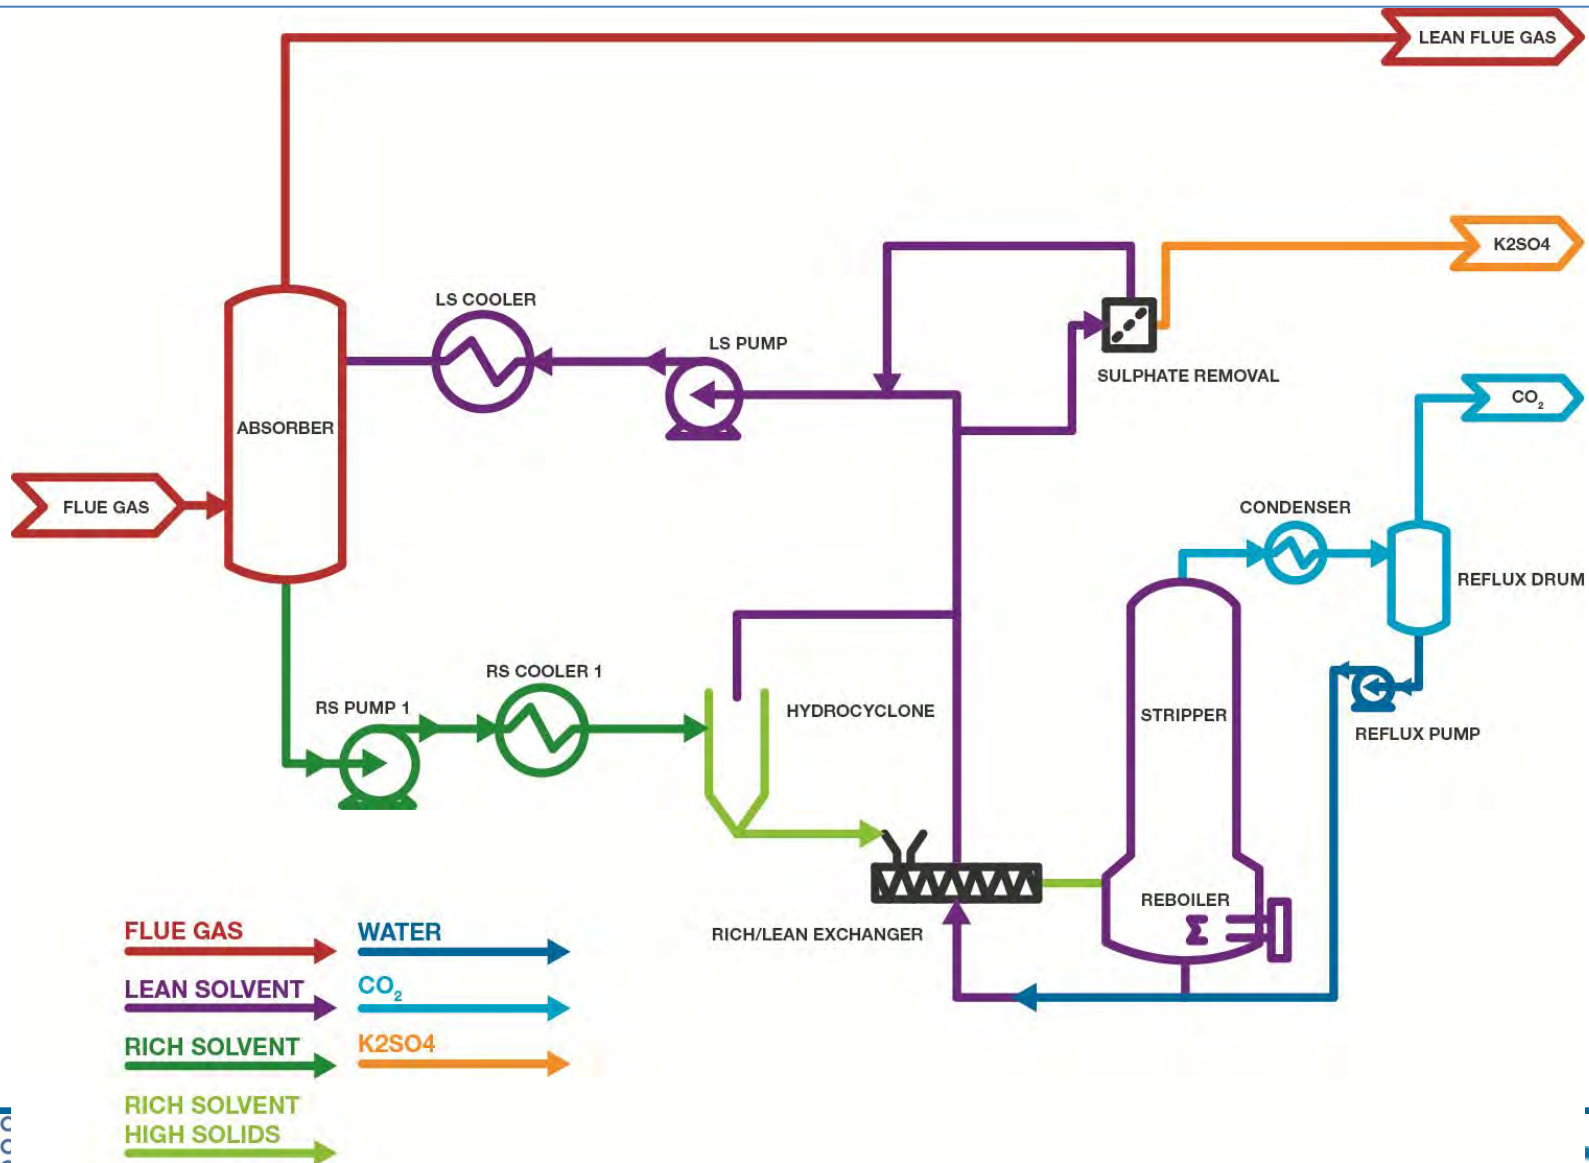 LEAN FLUE GAS
K2SO4
LS COOLER
LS PUMP
SULPHATE REMOVAL
CO₂
ABSORBER
FLUE GAS
CONDENSER
REFLUX DRUM
RS COOLER 1
RS PUMP 1
HYDROCYCLONE
STRIPPER
REFLUX PUMP
REBOILER
RICH/LEAN EXCHANGER
FLUE GAS
LEAN SOLVENT
RICH SOLVENT
RICH SOLVENT
HIGH SOLIDS
WATER
CO₂
K2SO4